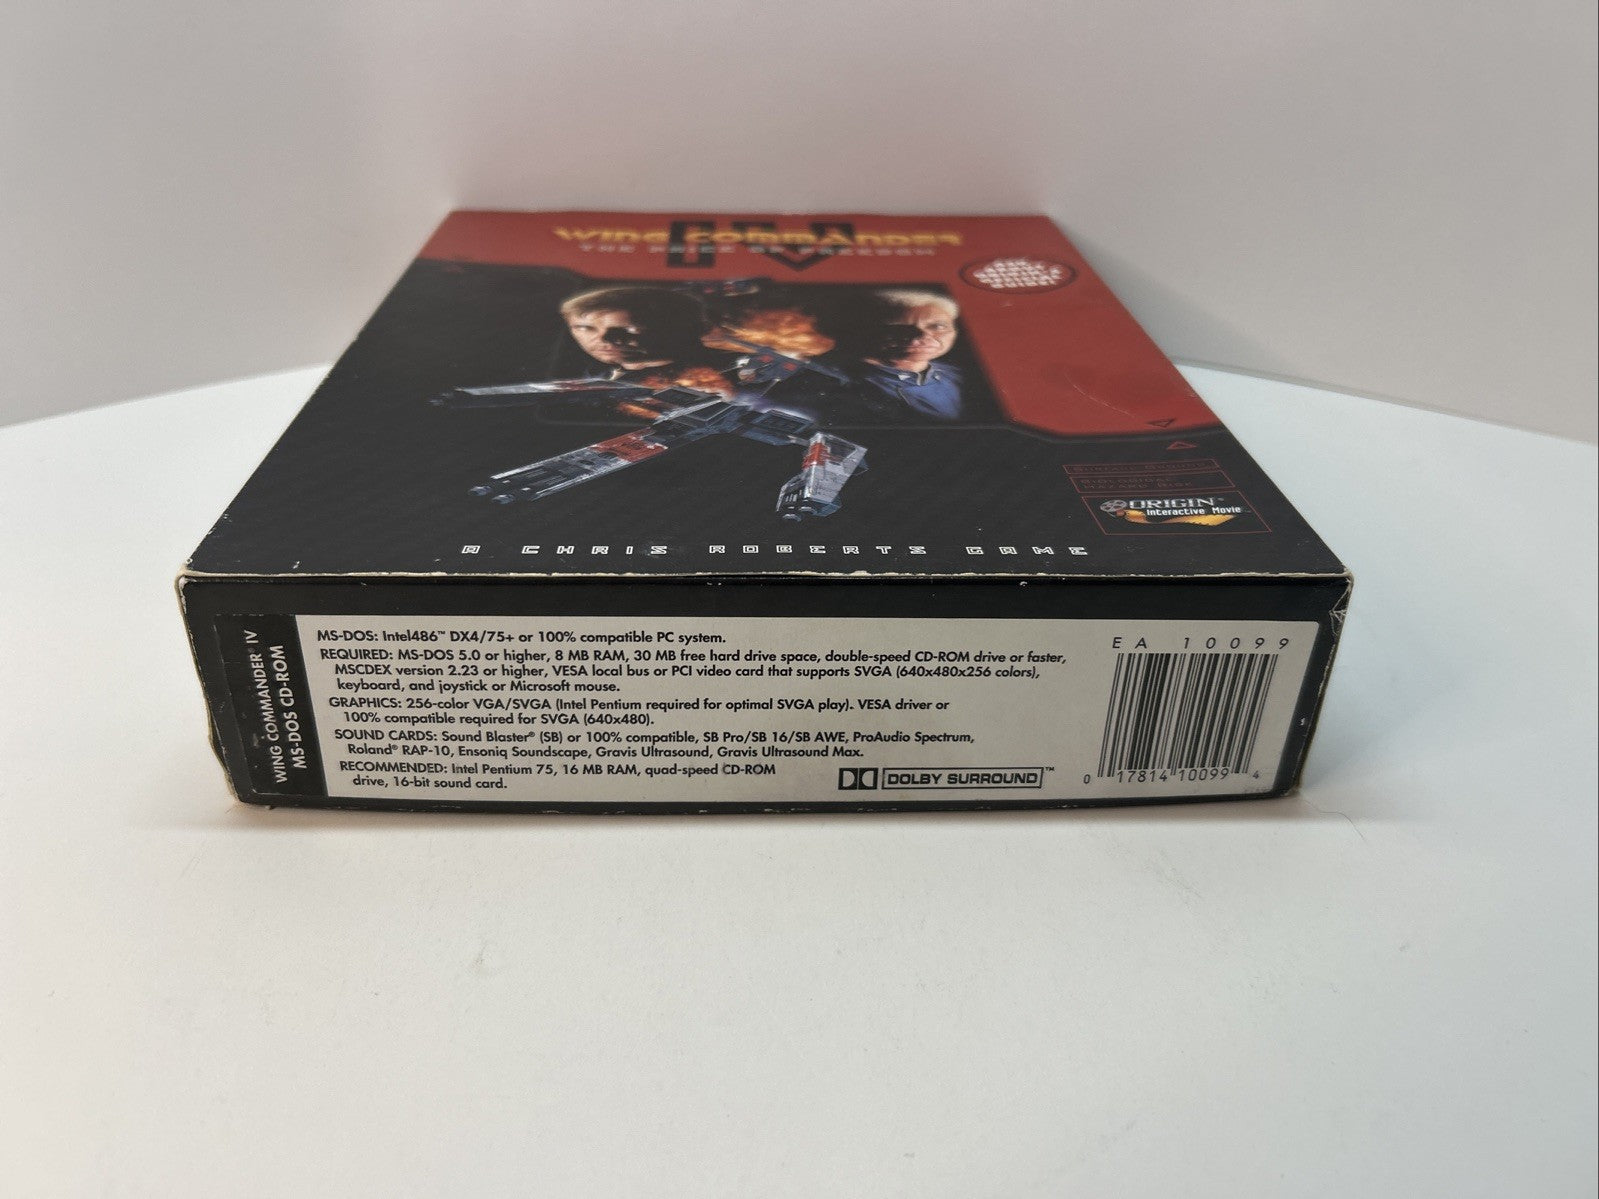 WING COMMANDER
IV
THE PRICE OF FREEDOM
ORIGIN™
Interactive Movie
A CHRIS ROBERTS GAME
WING COMMANDER® IV
MS-DOS CD-ROM
MS-DOS: Intel486™ DX4/75+ or 100% compatible PC system.
REQUIRED: MS-DOS 5.0 or higher, 8 MB RAM, 30 MB free hard drive space, double-speed CD-ROM drive or faster,
MSCDEX version 2.23 or higher, VESA local bus or PCI video card that supports SVGA (640x480x256 colors),
keyboard, and joystick or Microsoft mouse.
GRAPHICS: 256-color VGA/SVGA (Intel Pentium required for optimal SVGA play). VESA driver or
100% compatible required for SVGA (640x480).
SOUND CARDS: Sound Blaster® (SB) or 100% compatible, SB Pro/SB 16/SB AWE, ProAudio Spectrum,
Roland® RAP-10, Ensoniq Soundscape, Gravis Ultrasound, Gravis Ultrasound Max.
RECOMMENDED: Intel Pentium 75, 16 MB RAM, quad-speed CD-ROM
drive, 16-bit sound card.
DOLBY SURROUND™
EA 10099
0 17814 10099 4